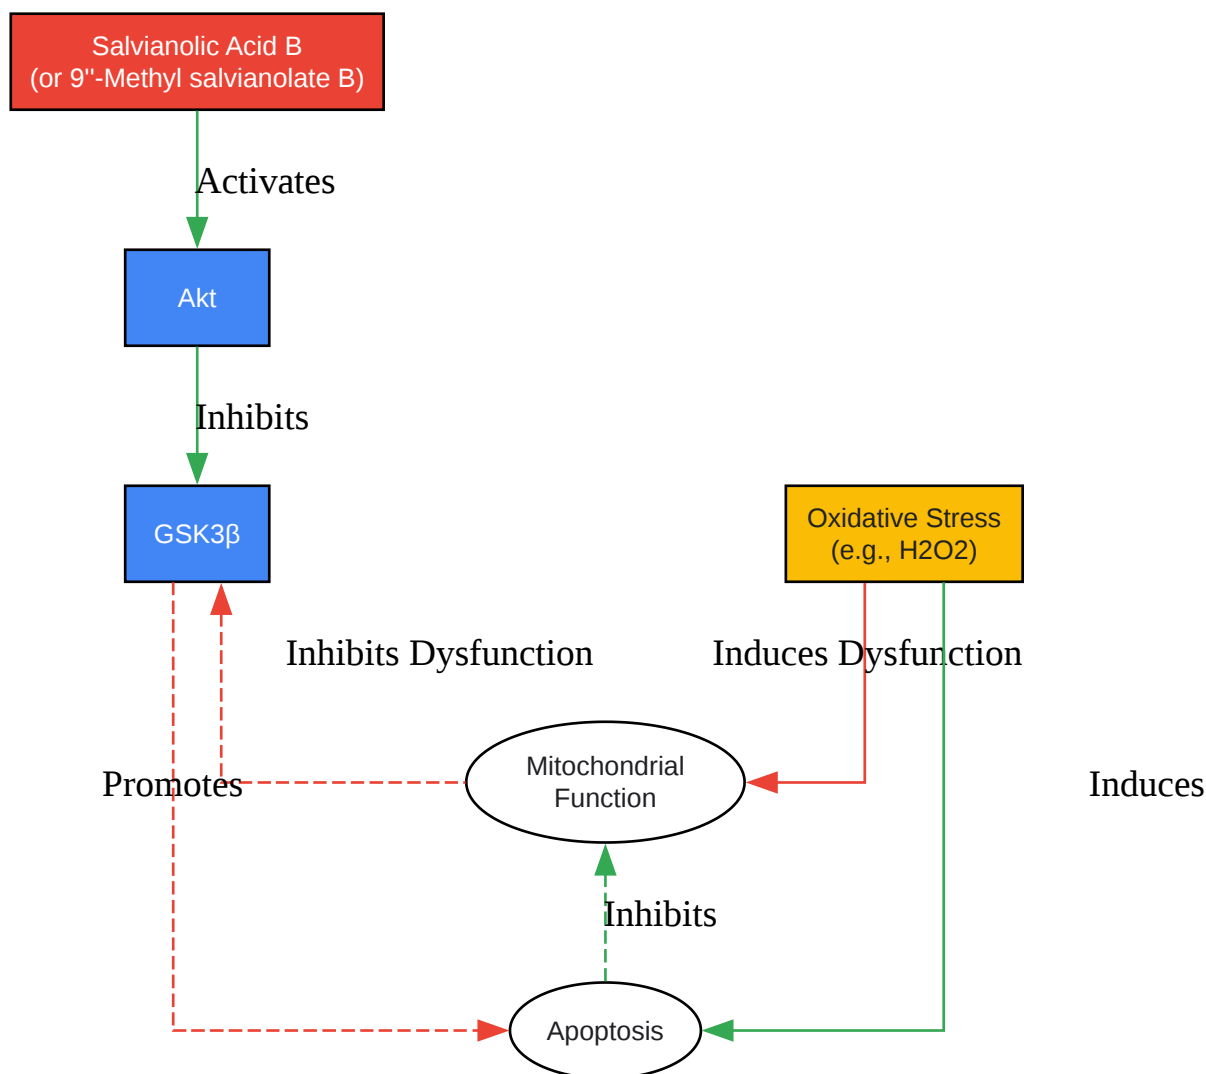 Salvianolic Acid B
(or 9''-Methyl salvianolate B)
Activates
Akt
Inhibits
GSK3β
Oxidative Stress
(e.g., H2O2)
Inhibits Dysfunction
Induces Dysfunction
Mitochondrial
Function
Promotes
Induces
Inhibits
Apoptosis